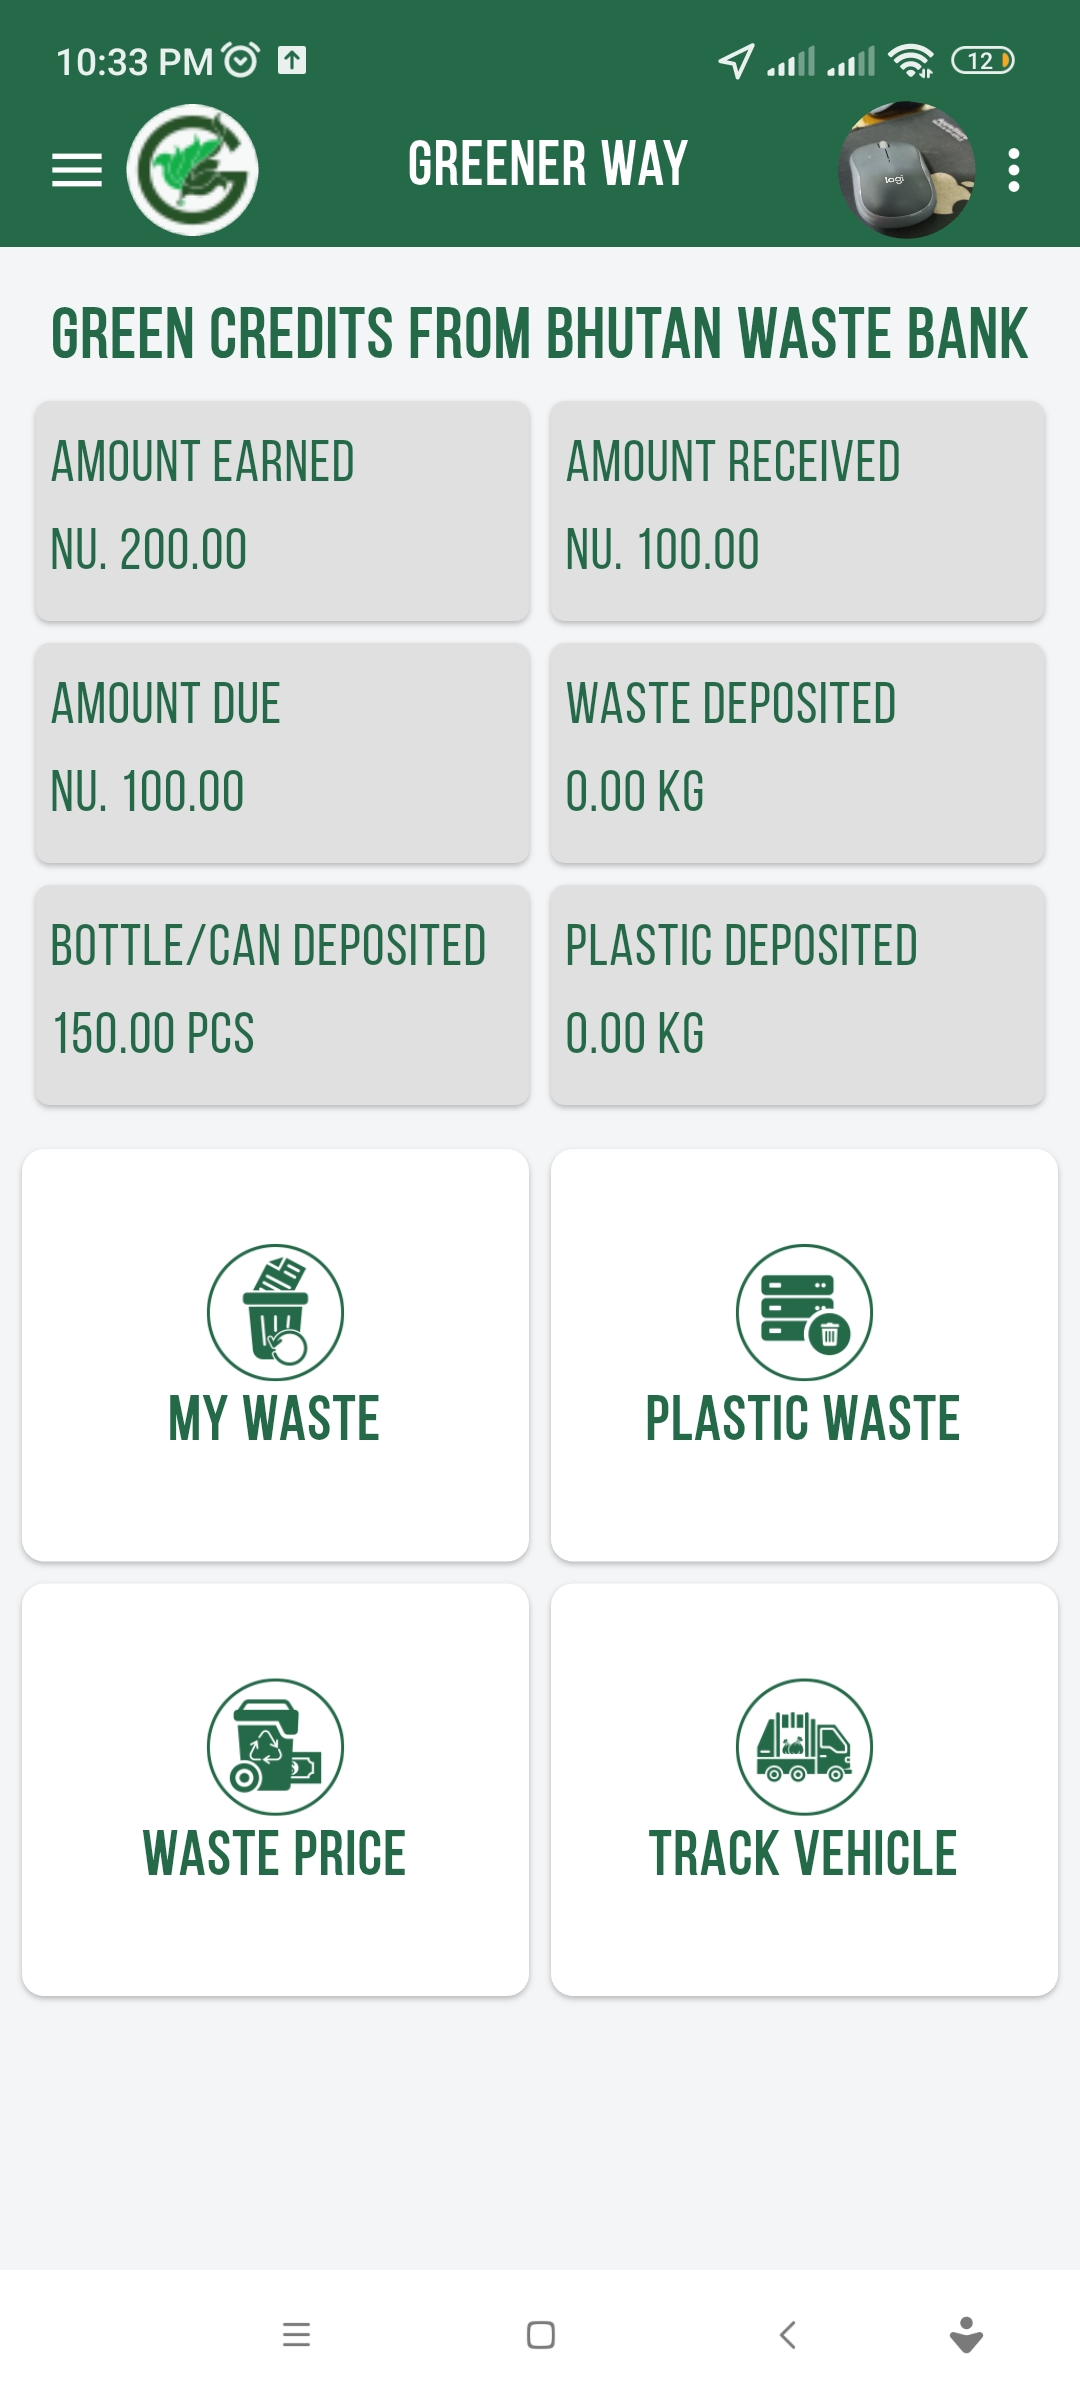 10:33 PM
12
GREENER WAY
logi
GREEN CREDITS FROM BHUTAN WASTE BANK
AMOUNT EARNED
NU. 200.00
AMOUNT RECEIVED
NU. 100.00
AMOUNT DUE
NU. 100.00
WASTE DEPOSITED
0.00 KG
BOTTLE/CAN DEPOSITED
150.00 PCS
PLASTIC DEPOSITED
0.00 KG
MY WASTE
PLASTIC WASTE
WASTE PRICE
TRACK VEHICLE